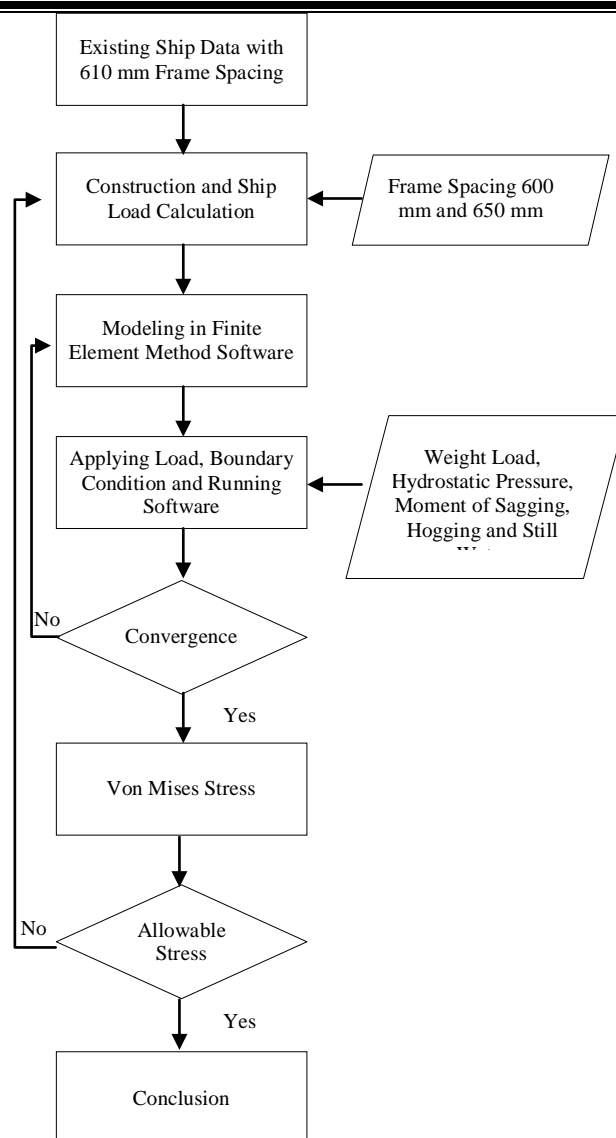 Existing Ship Data with
610 mm Frame Spacing
Construction and Ship
Load Calculation
Frame Spacing 600
mm and 650 mm
Modeling in Finite
Element Method Software
Applying Load, Boundary
Condition and Running
Software
Weight Load,
Hydrostatic Pressure,
Moment of Sagging,
Hogging and Still
No
Convergence
Yes
Von Mises Stress
No
Allowable
Stress
Yes
Conclusion